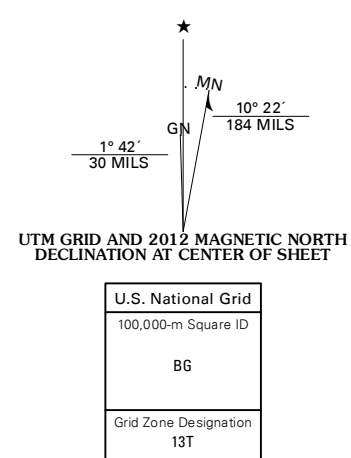 ★
MN
GN
10° 22´
184 MILS
1° 42´
30 MILS
UTM GRID AND 2012 MAGNETIC NORTH
DECLINATION AT CENTER OF SHEET
U.S. National Grid
100,000-m Square ID
BG
Grid Zone Designation
13T